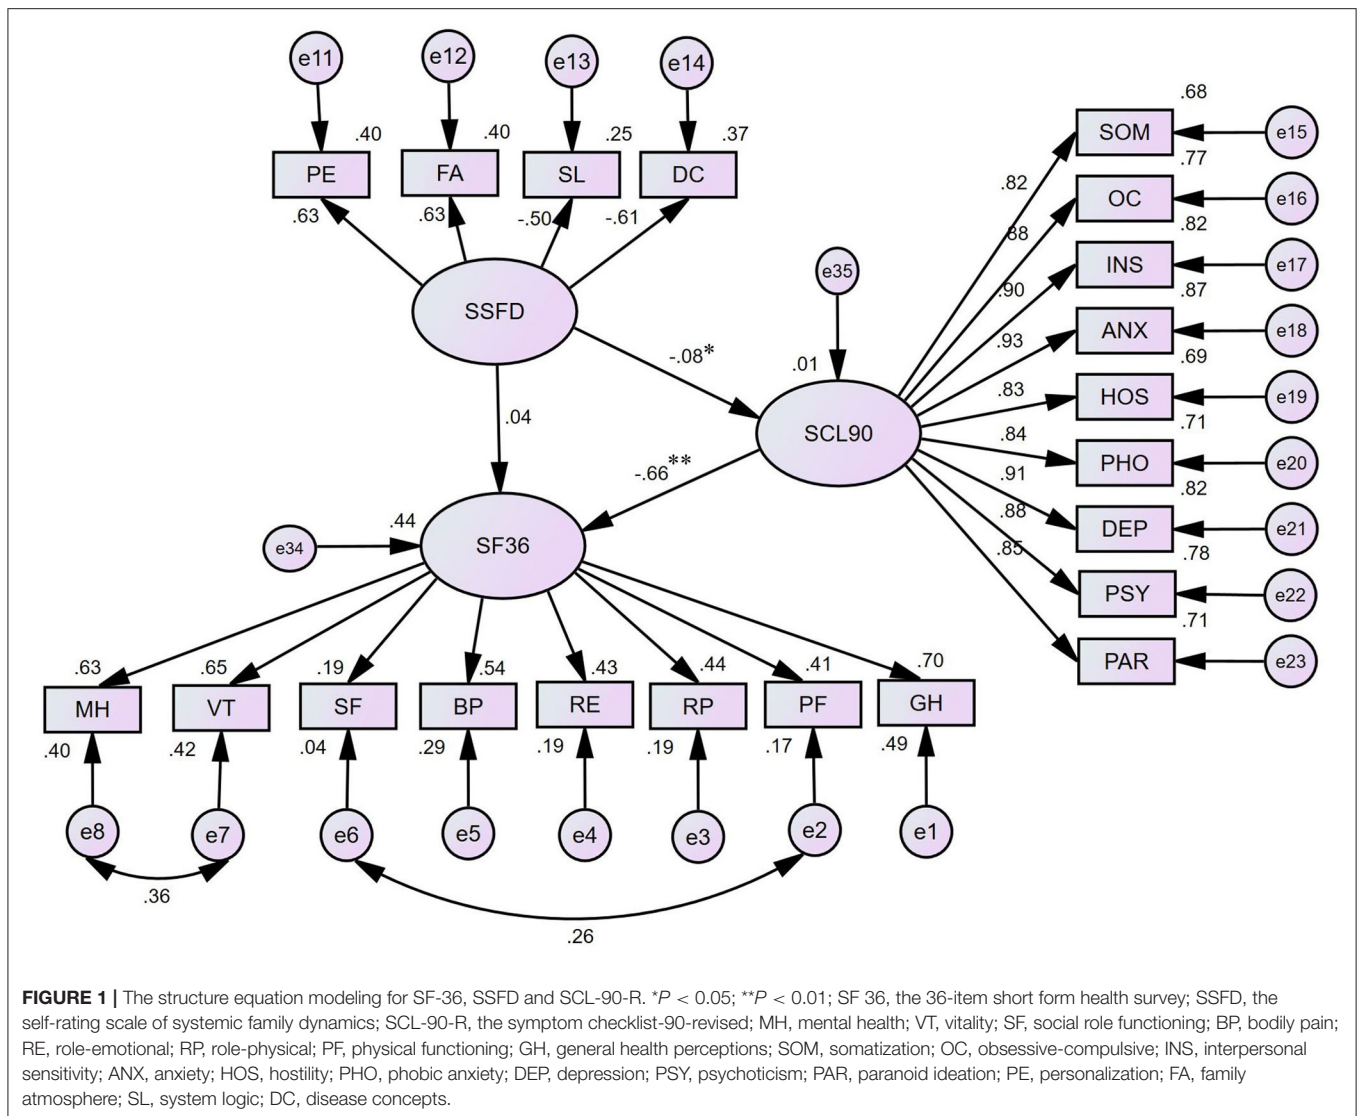 e11 e12 e13 e14
.40 .40 .25 .37
PE FA SL DC
.63 .63 -.50 -.61
SSFD
-.08*
.04
e35
.01
SCL90
-.66**
.82
.88
.90
.93
.83
.84
.91
.88
.85
.68
SOM e15
.77
OC e16
.82
INS e17
.87
ANX e18
.69
HOS e19
.71
PHO e20
.82
DEP e21
.78
PSY e22
.71
PAR e23
.44
e34 SF36
.63 .65 .19 .54 .43 .44 .41 .70
MH VT SF BP RE RP PF GH
.40 .42 .04 .29 .19 .19 .17 .49
e8 e7 e6 e5 e4 e3 e2 e1
.36
.26
FIGURE 1 | The structure equation modeling for SF-36, SSFD and SCL-90-R. *P < 0.05; **P < 0.01; SF 36, the 36-item short form health survey; SSFD, the
self-rating scale of systemic family dynamics; SCL-90-R, the symptom checklist-90-revised; MH, mental health; VT, vitality; SF, social role functioning; BP, bodily pain;
RE, role-emotional; RP, role-physical; PF, physical functioning; GH, general health perceptions; SOM, somatization; OC, obsessive-compulsive; INS, interpersonal
sensitivity; ANX, anxiety; HOS, hostility; PHO, phobic anxiety; DEP, depression; PSY, psychoticism; PAR, paranoid ideation; PE, personalization; FA, family
atmosphere; SL, system logic; DC, disease concepts.